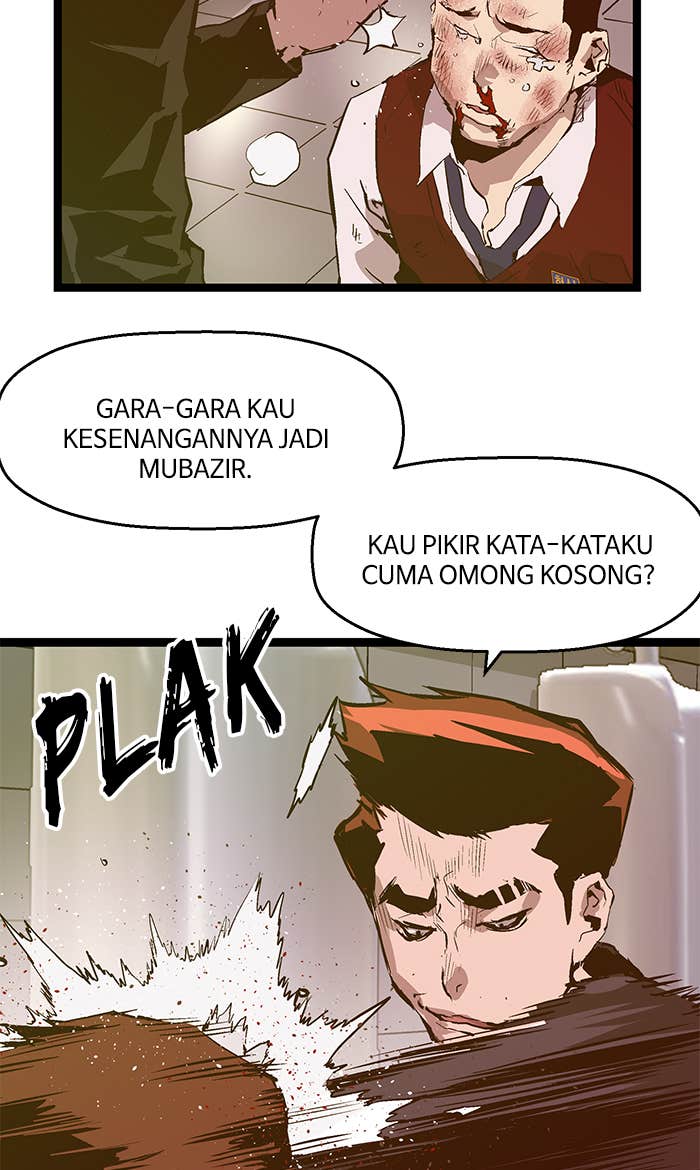 GARA-GARA KAU
KESENANGANNYA JADI
MUBAZIR.
KAU PIKIR KATA-KATAKU
CUMA OMONG KOSONG?
PLAK